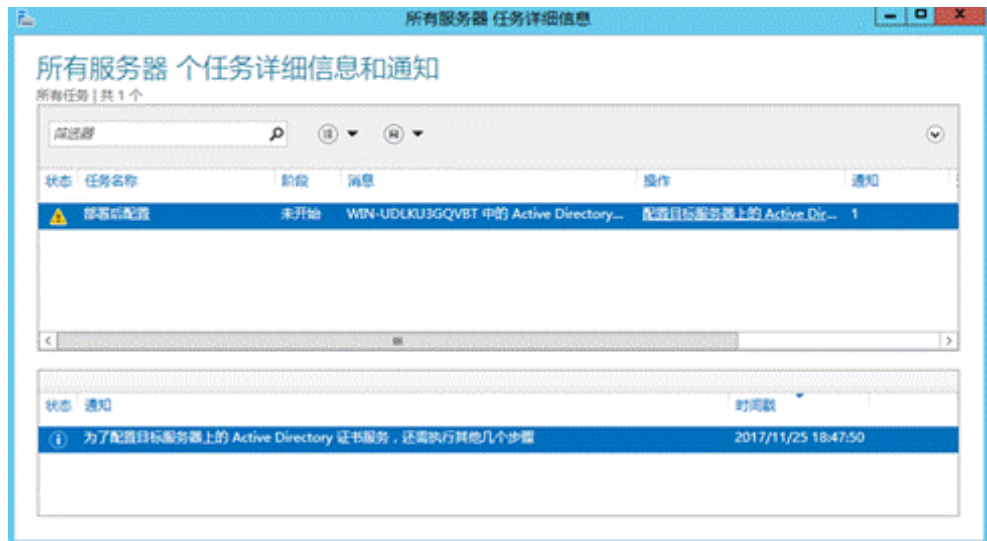 所有服务器 任务详细信息
所有服务器 个任务详细信息和通知
所有任务 | 共 1 个
筛选器
状态 任务名称 阶段 消息 操作 通知
部署后配置 未开始 WIN-UDLKU3GQVBT 中的 Active Directory... 配置目标服务器上的 Active Dir... 1
状态 通知 时间戳
为了配置目标服务器上的 Active Directory 证书服务，还需执行其他几个步骤 2017/11/25 18:47:50